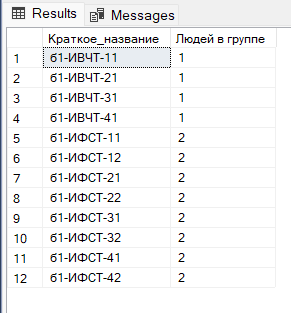 Results Messages
Краткое_название Людей в группе
1 б1-ИВЧТ-11 1
2 б1-ИВЧТ-21 1
3 б1-ИВЧТ-31 1
4 б1-ИВЧТ-41 1
5 б1-ИФСТ-11 2
6 б1-ИФСТ-12 2
7 б1-ИФСТ-21 2
8 б1-ИФСТ-22 2
9 б1-ИФСТ-31 2
10 б1-ИФСТ-32 2
11 б1-ИФСТ-41 2
12 б1-ИФСТ-42 2